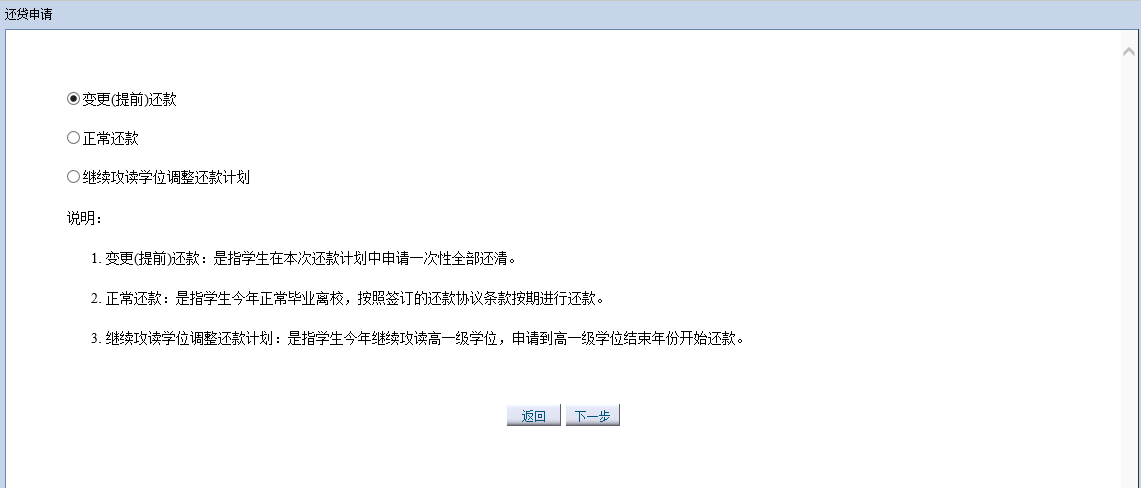 还贷申请
变更(提前)还款
正常还款
继续攻读学位调整还款计划
说明：
1. 变更(提前)还款：是指学生在本次还款计划中申请一次性全部还清。
2. 正常还款：是指学生今年正常毕业离校，按照签订的还款协议条款按期进行还款。
3. 继续攻读学位调整还款计划：是指学生今年继续攻读高一级学位，申请到高一级学位结束年份开始还款。
返回 下一步